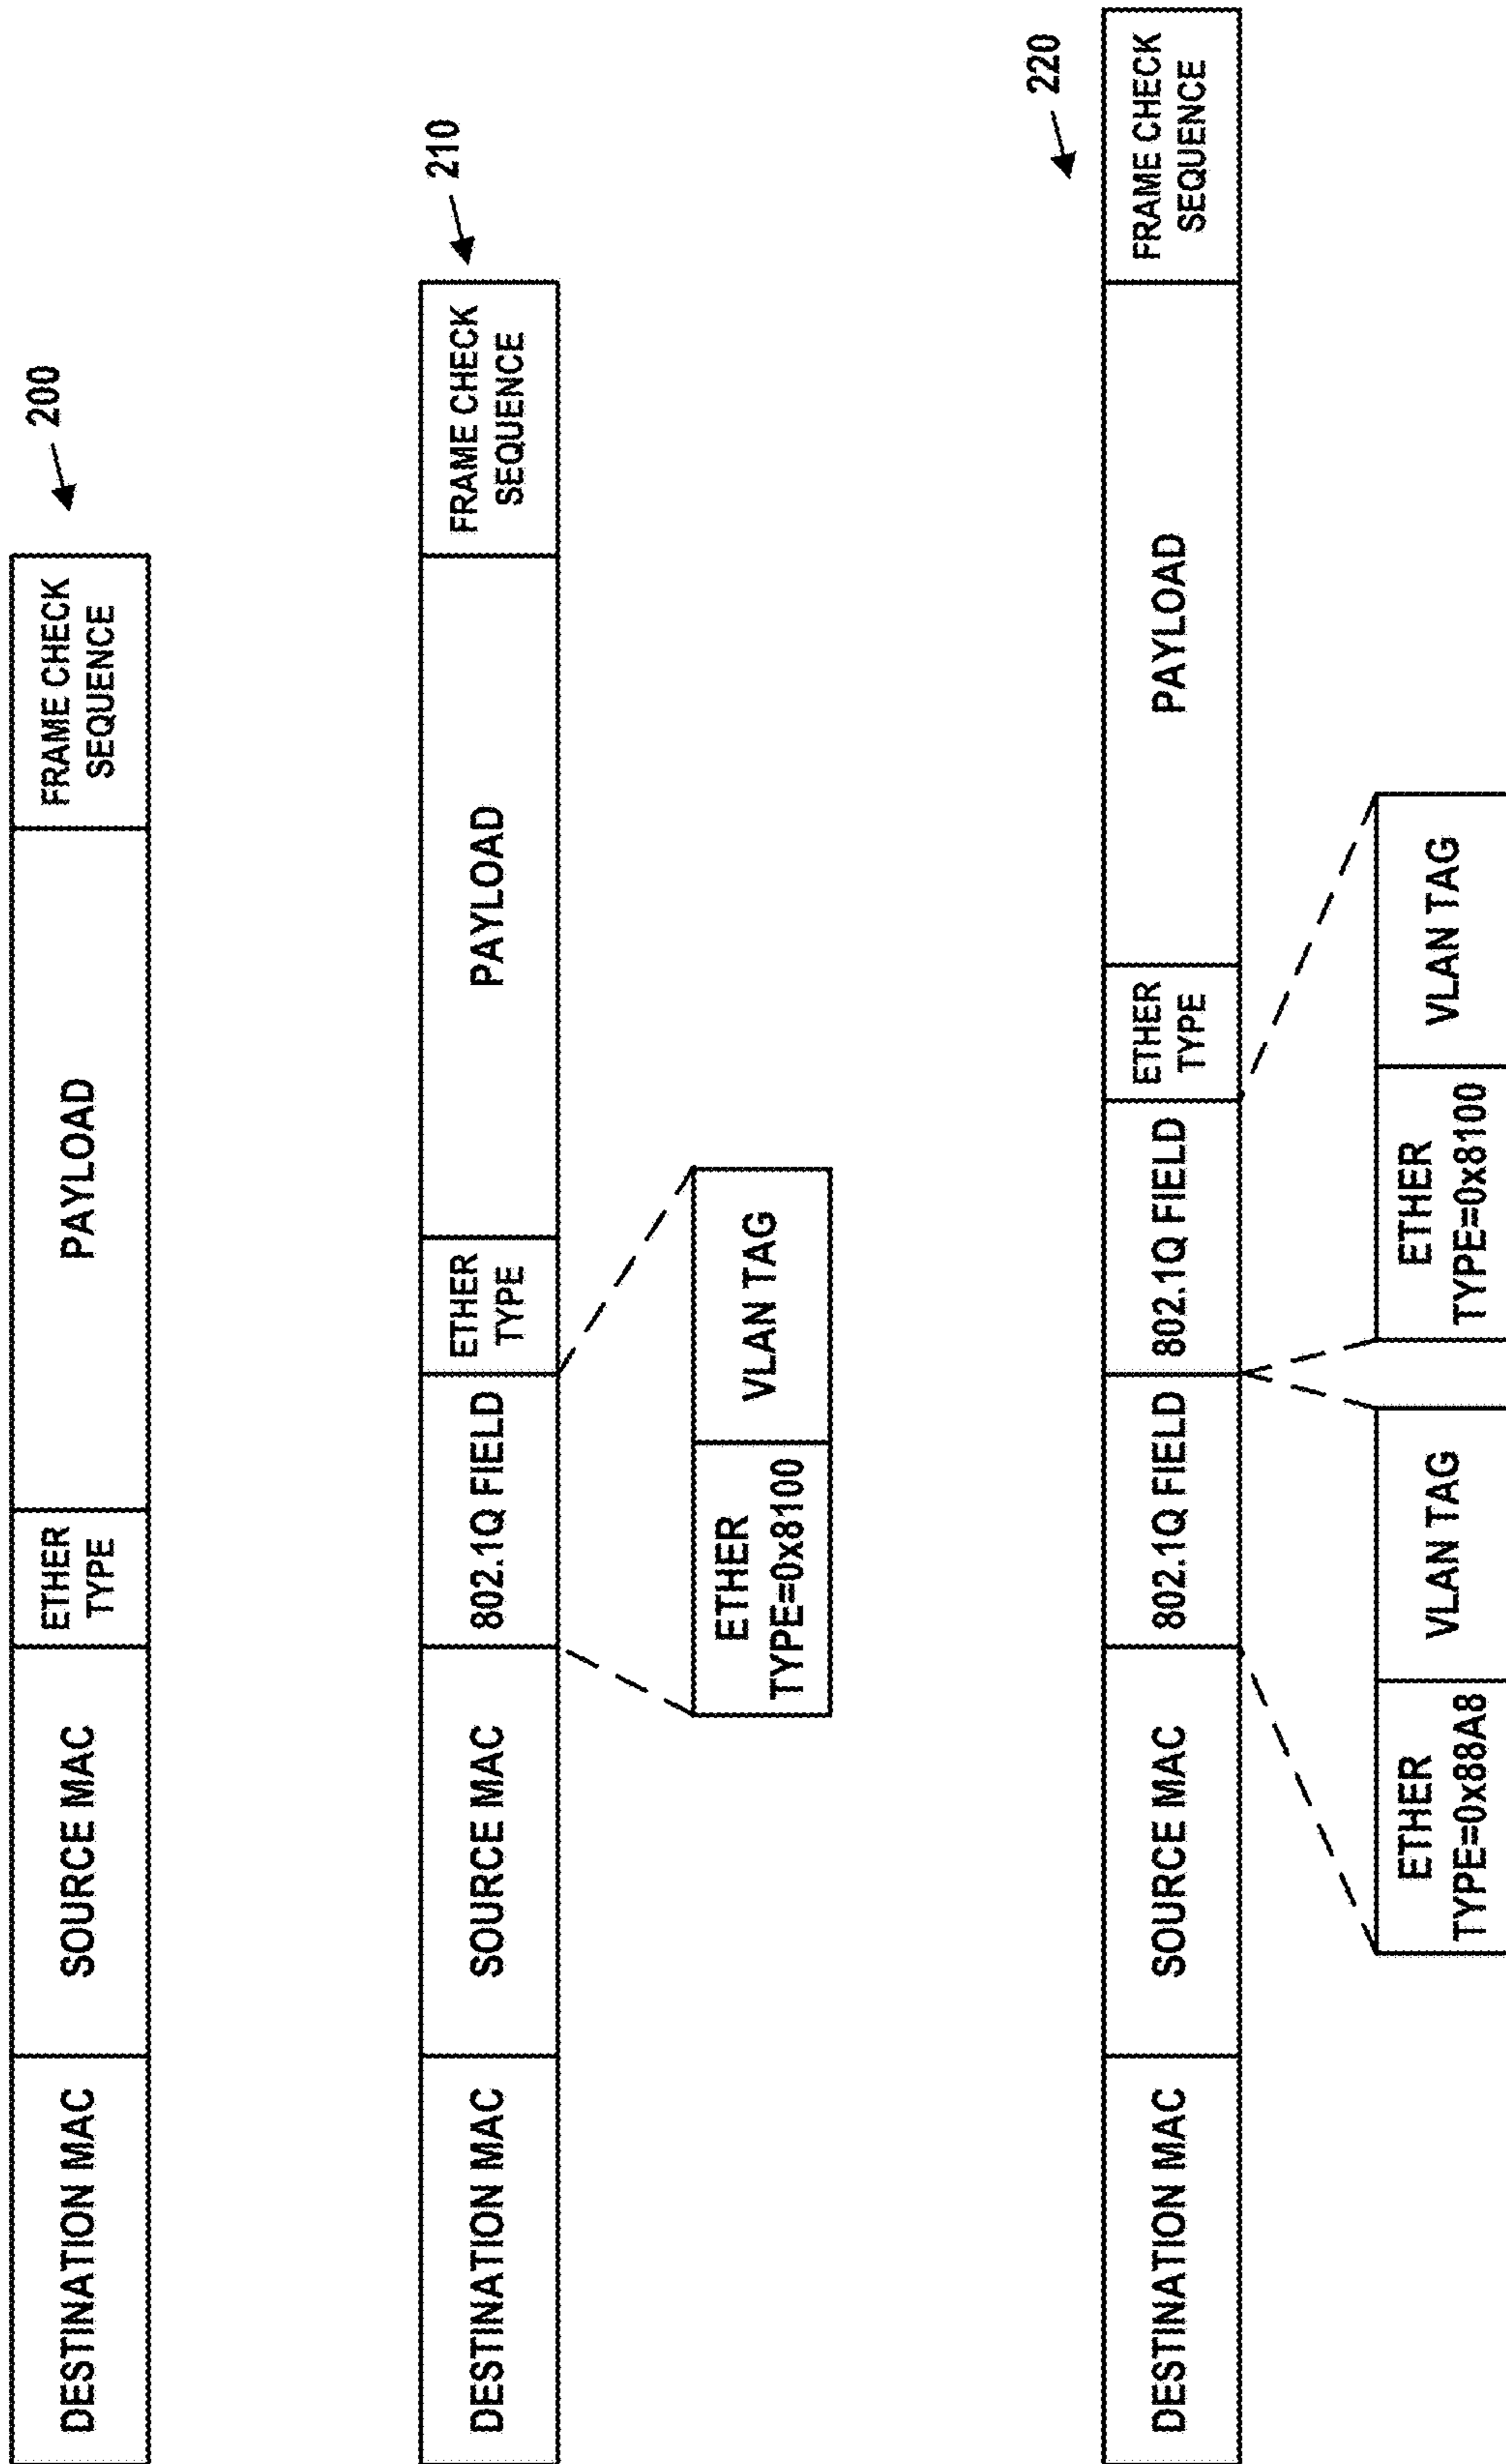 200
DESTINATION MAC
SOURCE MAC
ETHER
TYPE
PAYLOAD
FRAME CHECK
SEQUENCE
210
DESTINATION MAC
SOURCE MAC
802.1Q FIELD
ETHER
TYPE
PAYLOAD
FRAME CHECK
SEQUENCE
ETHER
TYPE=0x8100
VLAN TAG
220
DESTINATION MAC
SOURCE MAC
802.1Q FIELD
802.1Q FIELD
ETHER
TYPE
PAYLOAD
FRAME CHECK
SEQUENCE
ETHER
TYPE=0x88A8
VLAN TAG
ETHER
TYPE=0x8100
VLAN TAG